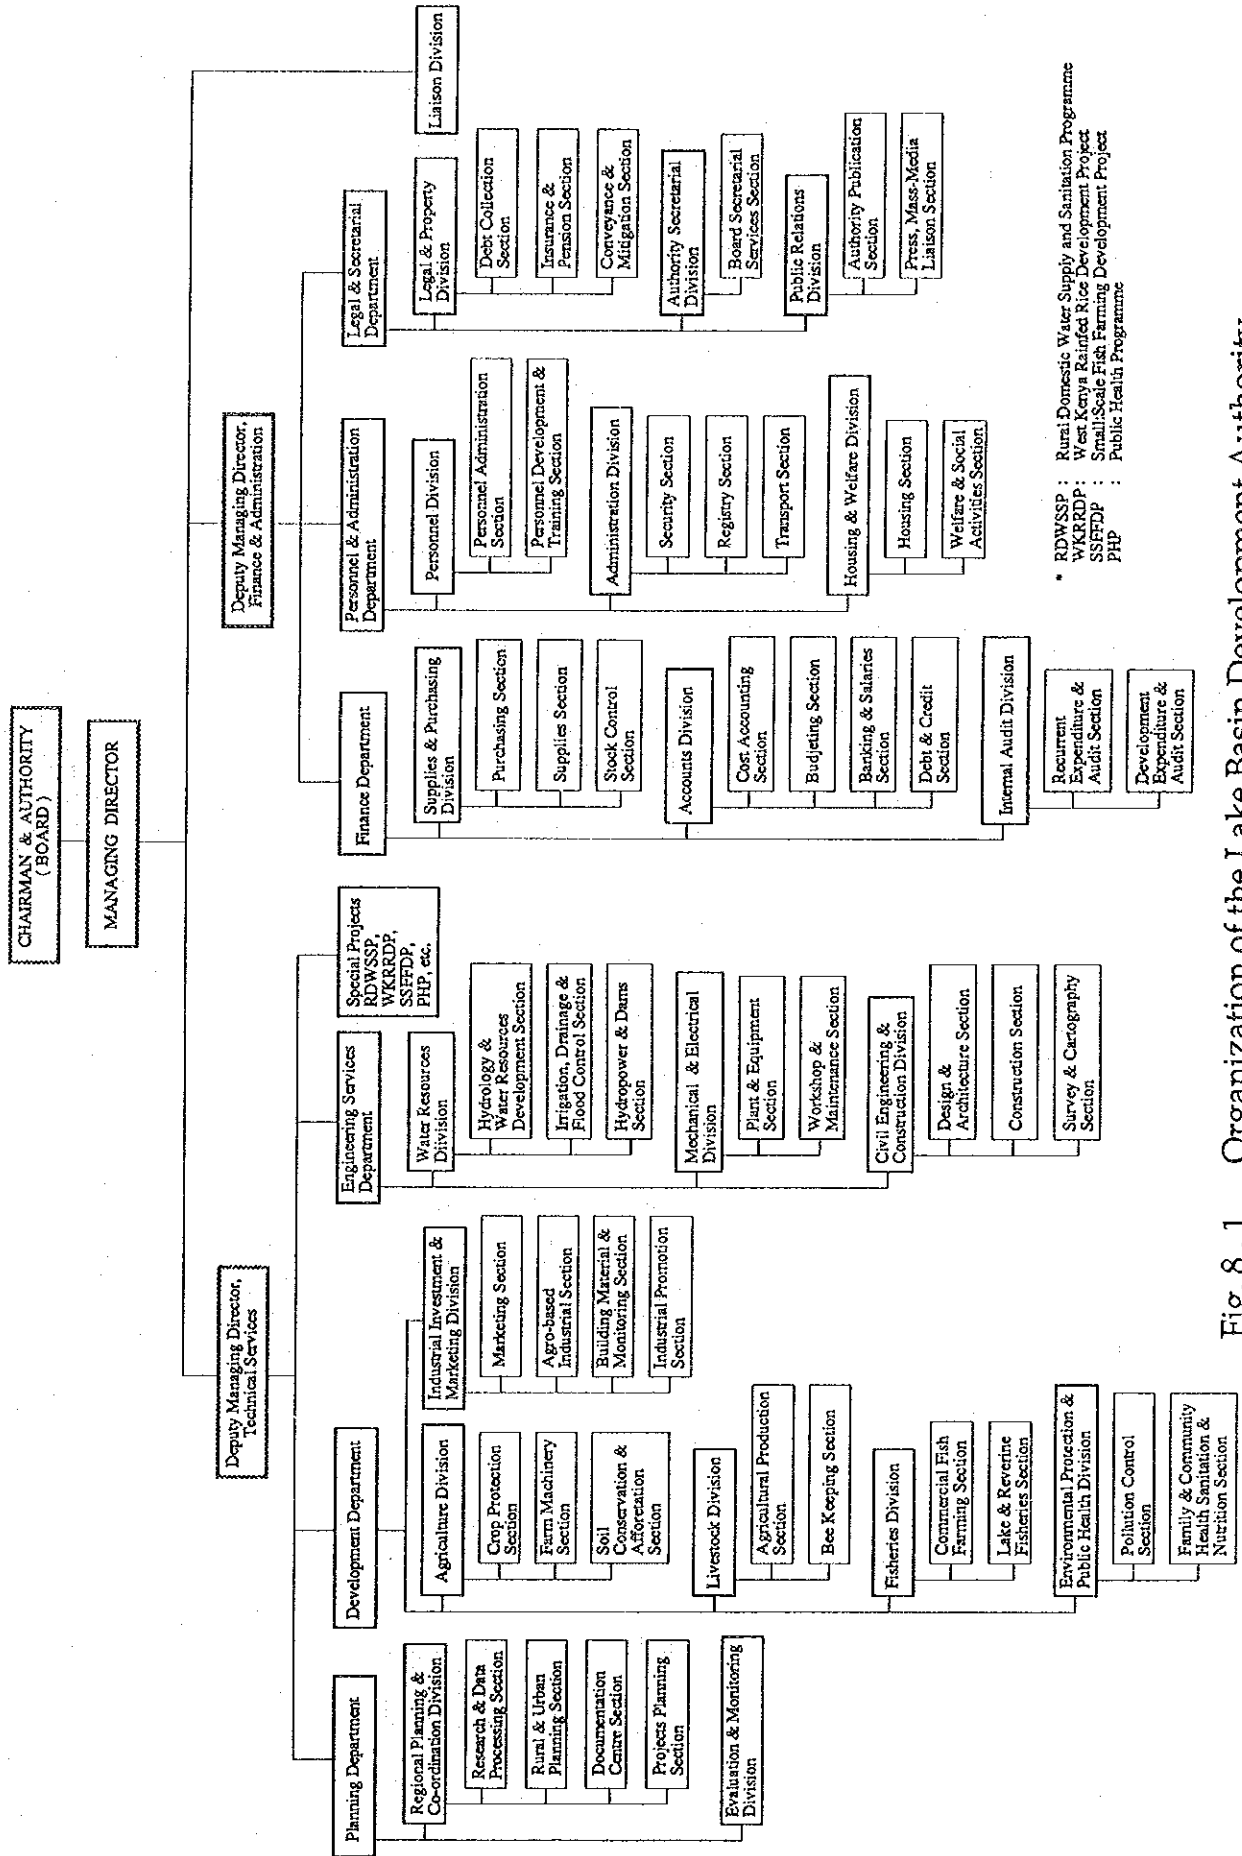 CHAIRMAN & AUTHORITY
( BOARD )
MANAGING DIRECTOR
Deputy Managing Director,
Technical Services
Deputy Managing Director,
Finance & Administration
Liaison Division
Planning Department
Regional Planning &
Co-ordination Division
Research & Data
Processing Section
Rural & Urban
Planning Section
Documentation
Centre Section
Projects Planning
Section
Evaluation & Monitoring
Division
Development Department
Agriculture Division
Crop Protection
Section
Farm Machinery
Section
Soil
Conservation &
Afforetation
Section
Livestock Division
Agricultural Production
Section
Bee Keeping Section
Fisheries Division
Commercial Fish
Farming Section
Lake & Reverine
Fisheries Section
Environmental Protection &
Public Health Division
Pollution Control
Section
Family & Community
Health Sanitation &
Nutrition Section
Industrial Investment &
Marketing Division
Marketing Section
Agro-based
Industrial Section
Building Material &
Monitoring Section
Industrial Promotion
Section
Engineering Services
Department
Water Resources
Diivision
Hydrology &
Water Resources
Development Section
Irrigation, Drainage &
Flood Control Section
Hydropower & Dams
Section
Mechanical & Electrical
Division
Plant & Equipment
Section
Workshop &
Maintenance Section
Civil Engineering &
Construction Division
Design &
Architecture Section
Construction Section
Survey & Cartography
Section
Special Projects
RDWSSP,
WKRRDP,
SSFFDP,
PHP, etc.
Finance Department
Supplies & Purchasing
Division
Purchasing Section
Supplies Section
Stock Control
Section
Accounts Division
Cost Accounting
Section
Budjeting Section
Banking & Salaries
Section
Debt & Credit
Section
Internal Audit Division
Recurrent
Expenditure &
Audit Section
Development
Expenditure &
Audit Section
Personnel & Administration
Department
Personnel Division
Personnel Administration
Section
Personnel Development &
Training Section
Administration Division
Security Section
Registry Section
Transport Section
Housing & Welfare Division
Housing Section
Welfare & Social
Activities Section
Legal & Secretarial
Department
Legal & Property
Division
Debt Collection
Section
Insurance &
Pension Section
Conveyance &
Mitigation Section
Authority Secretarial
Division
Board Secretarial
Services Section
Public Relations
Division
Authority Publication
Section
Press, Mass-Media
Liaison Section
* RDWSSP : Rural Domestic Water Supply and Sanitation Programme
WKRRDP: West Kenya Rainfed Rice Development Project
SSFFDP : Small-Scale Fish Farming Development Project
PHP : Public Health Programme
Fig. 8.1 Organization of the Lake Basin Development Authority